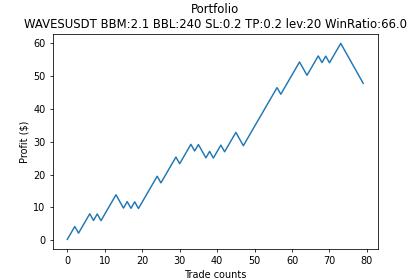 Portfolio
WAVESUSDT BBM:2.1 BBL:240 SL:0.2 TP:0.2 lev:20 WinRatio:66.0
60
50
40
30
20
10
0
Profit ($)
0 10 20 30 40 50 60 70 80
Trade counts